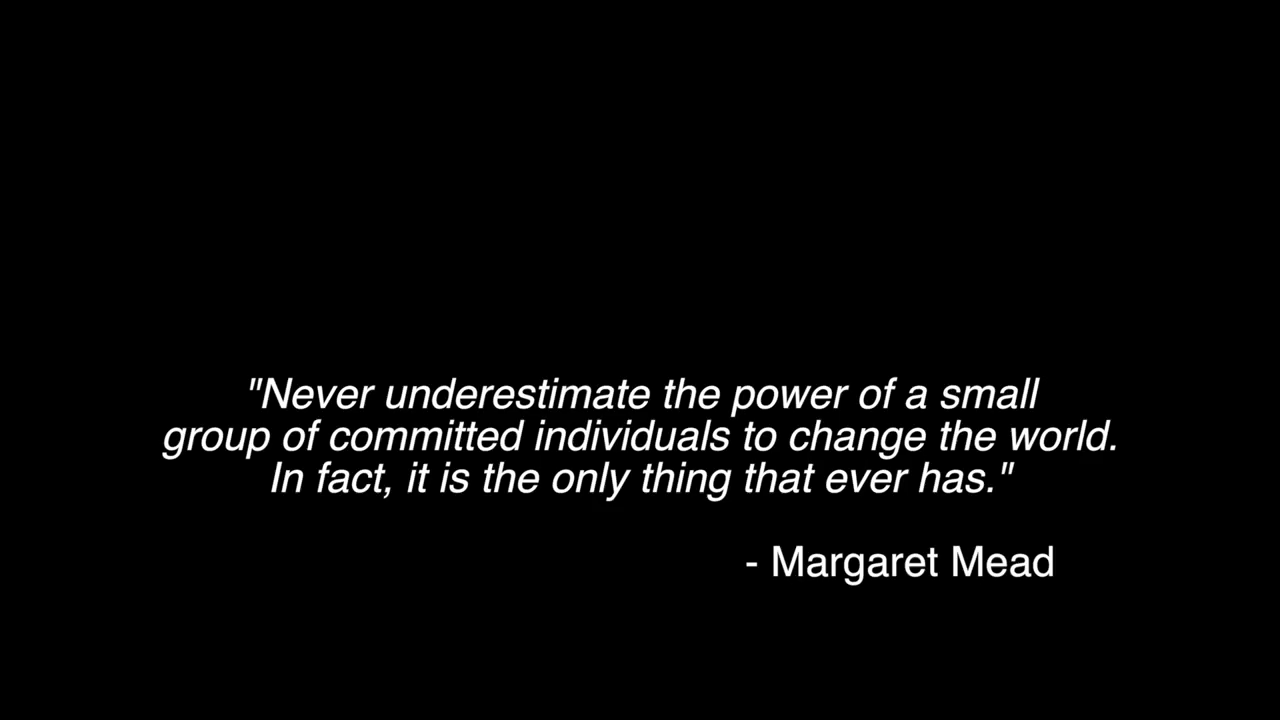 "Never underestimate the power of a small
group of committed individuals to change the world.
In fact, it is the only thing that ever has."
- Margaret Mead